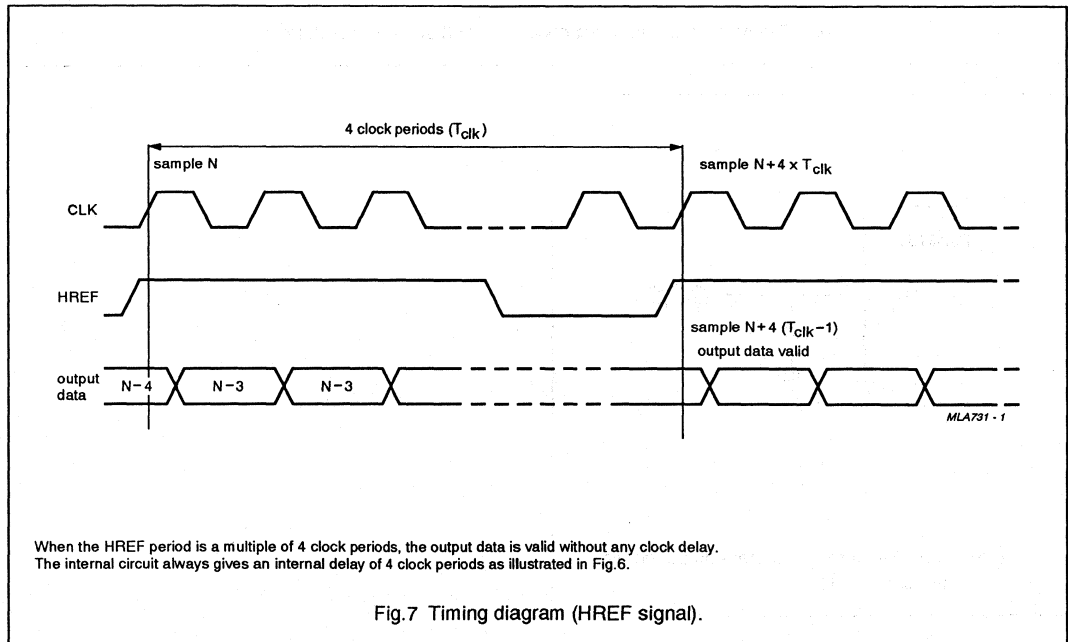 4 clock periods (Tclk)
sample N
sample N+4 x Tclk
CLK
HREF
sample N+4 (Tclk−1)
output data valid
output
data
N−4
N−3
N−3
MLA731 - 1
When the HREF period is a multiple of 4 clock periods, the output data is valid without any clock delay.
The internal circuit always gives an internal delay of 4 clock periods as illustrated in Fig.6.
Fig.7 Timing diagram (HREF signal).